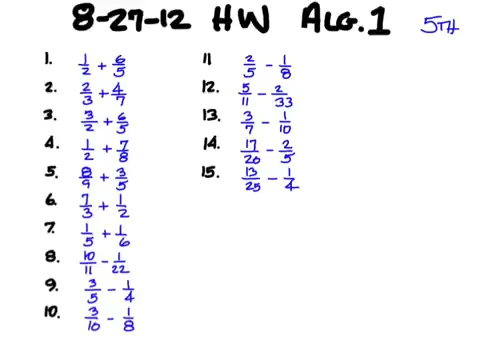 8-27-12 HW ALG.1 5TH
1. 1/2 + 6/5
2. 2/3 + 4/7
3. 3/2 + 6/5
4. 1/2 + 7/8
5. 8/9 + 3/5
6. 7/3 + 1/2
7. 1/5 + 1/6
8. 10/11 - 1/22
9. 3/5 - 1/4
10. 3/10 - 1/8
11 2/5 - 1/8
12. 5/11 - 2/33
13. 3/7 - 1/10
14. 17/20 - 2/5
15. 13/25 - 1/4